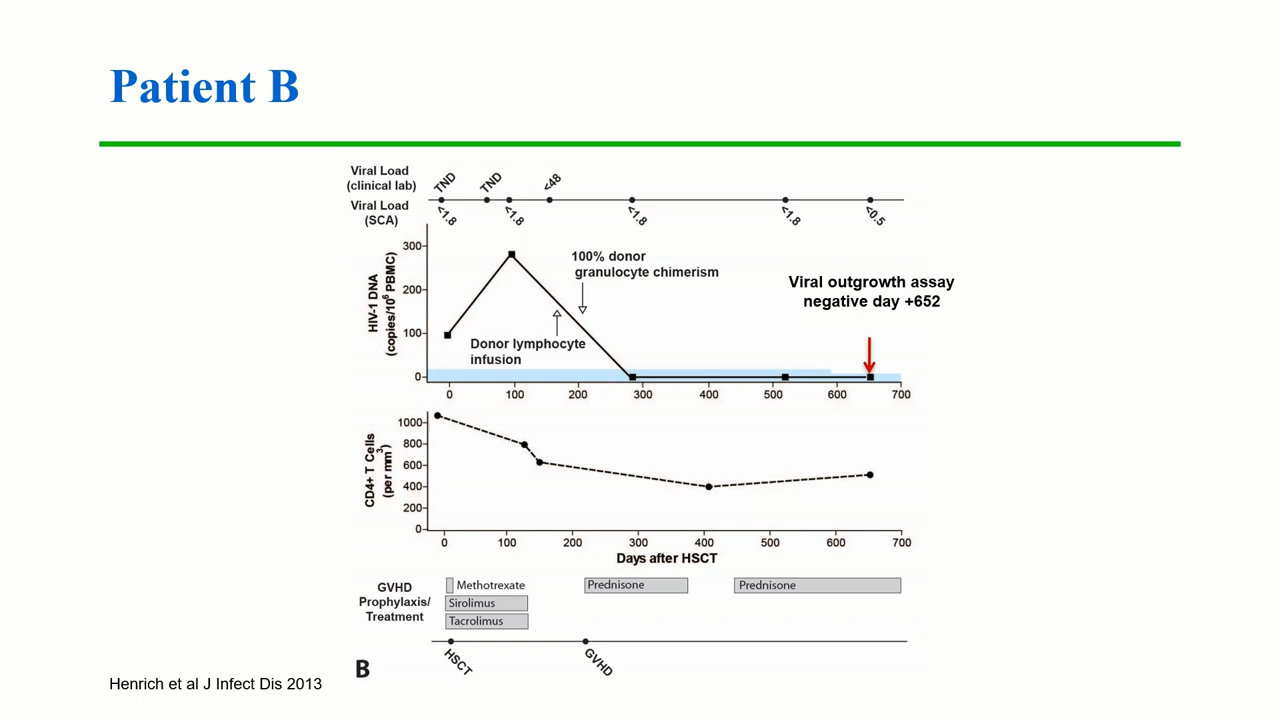 Patient B
Viral Load
(clinical lab)
TND
TND
<48
Viral Load
(SCA)
<1.8
<1.8
<1.8
<1.8
<0.5
HIV-1 DNA
(copies/10⁶ PBMC)
300
200
100
0
100% donor
granulocyte chimerism
Donor lymphocyte
infusion
Viral outgrowth assay
negative day +652
0 100 200 300 400 500 600 700
CD4+ T Cells
(per mm³)
1000
800
600
400
200
0
0 100 200 300 400 500 600 700
Days after HSCT
GVHD
Prophylaxis/
Treatment
Methotrexate
Sirolimus
Tacrolimus
Prednisone
Prednisone
HSCT
GVHD
B
Henrich et al J Infect Dis 2013